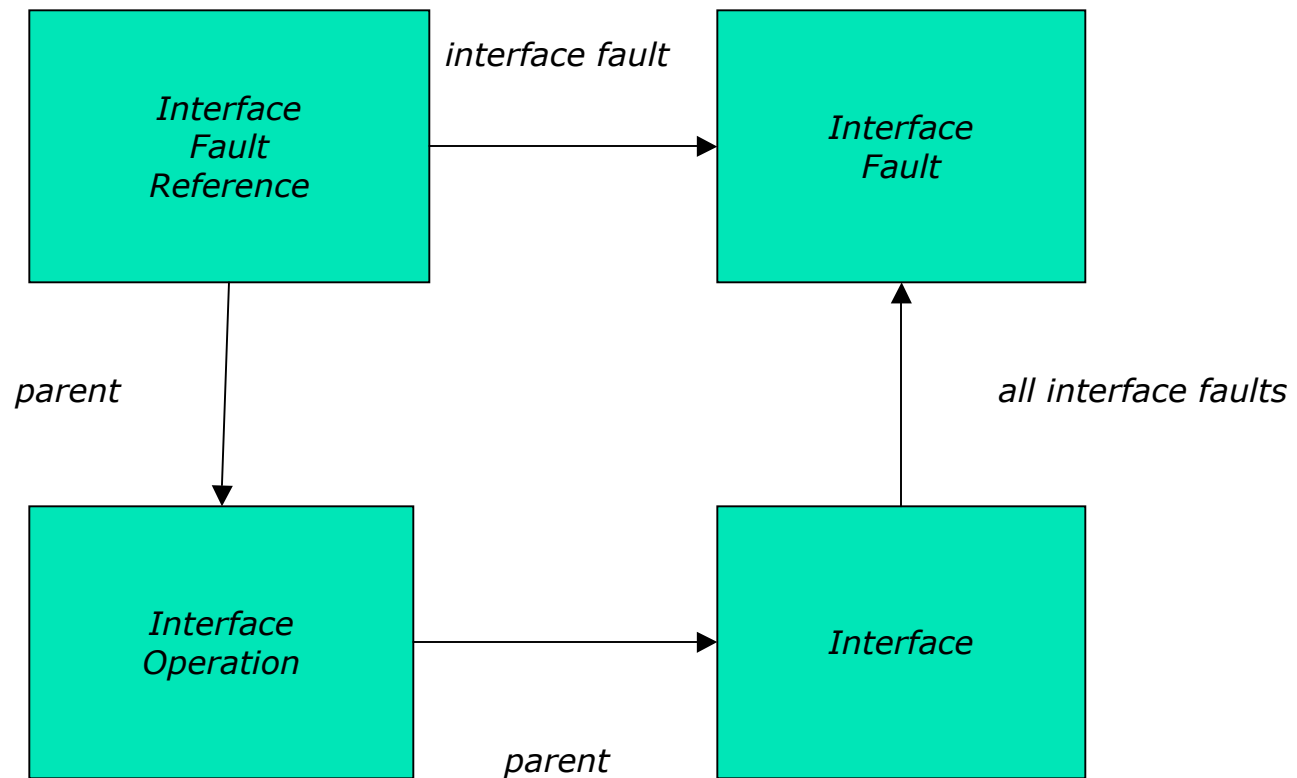 interface fault
Interface
Fault
Reference
Interface
Fault
parent
all interface faults
Interface
Operation
Interface
parent